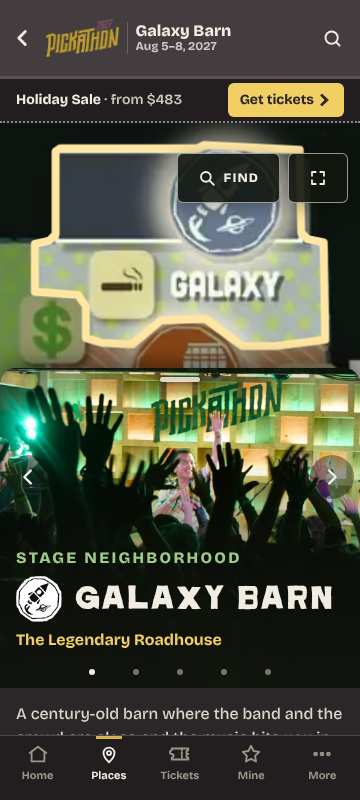 PICKATHON
2027
Galaxy Barn
Aug 5–8, 2027
Holiday Sale · from $483
Get tickets
FIND
GALAXY
$
PICKATHON
STAGE NEIGHBORHOOD
GALAXY BARN
The Legendary Roadhouse
A century-old barn where the band and the
Home
Places
Tickets
Mine
More